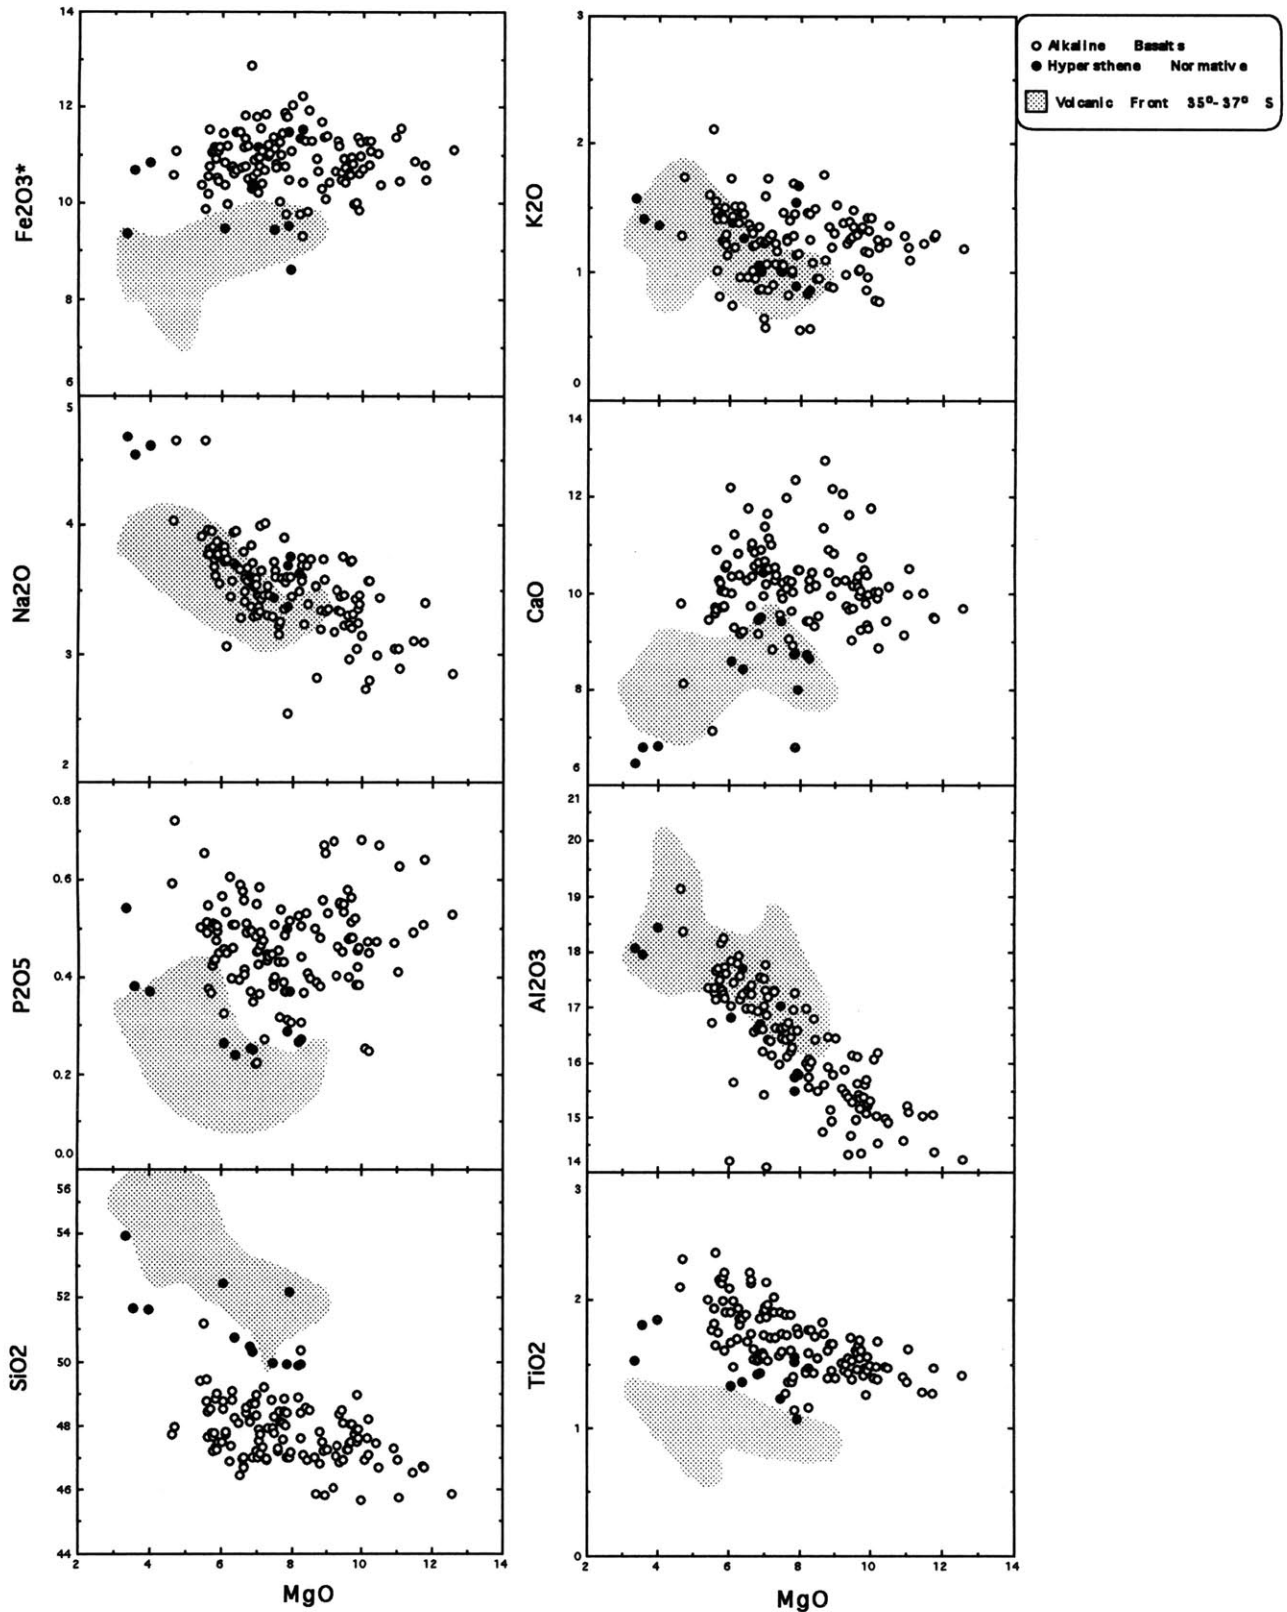 Alkaline Basalts
Hypersthene Normative
Volcanic Front 35º-37º S
14
12
10
8
6
Fe2O3*
3
2
1
0
K2O
5
4
3
2
Na2O
14
12
10
8
6
CaO
0.8
0.6
0.4
0.2
0.0
P2O5
21
20
19
18
17
16
15
14
Al2O3
56
54
52
50
48
46
44
SiO2
2 4 6 8 10 12 14
MgO
3
2
1
0
TiO2
2 4 6 8 10 12 14
MgO